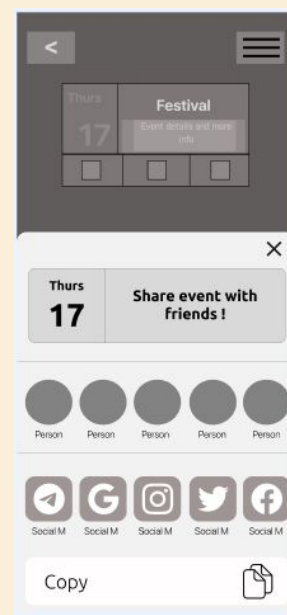 <
Thurs
17
Festival
Event details and more
info
Thurs
17
Share event with
friends !
Person Person Person Person Person
Social M Social M Social M Social M Social M
Copy